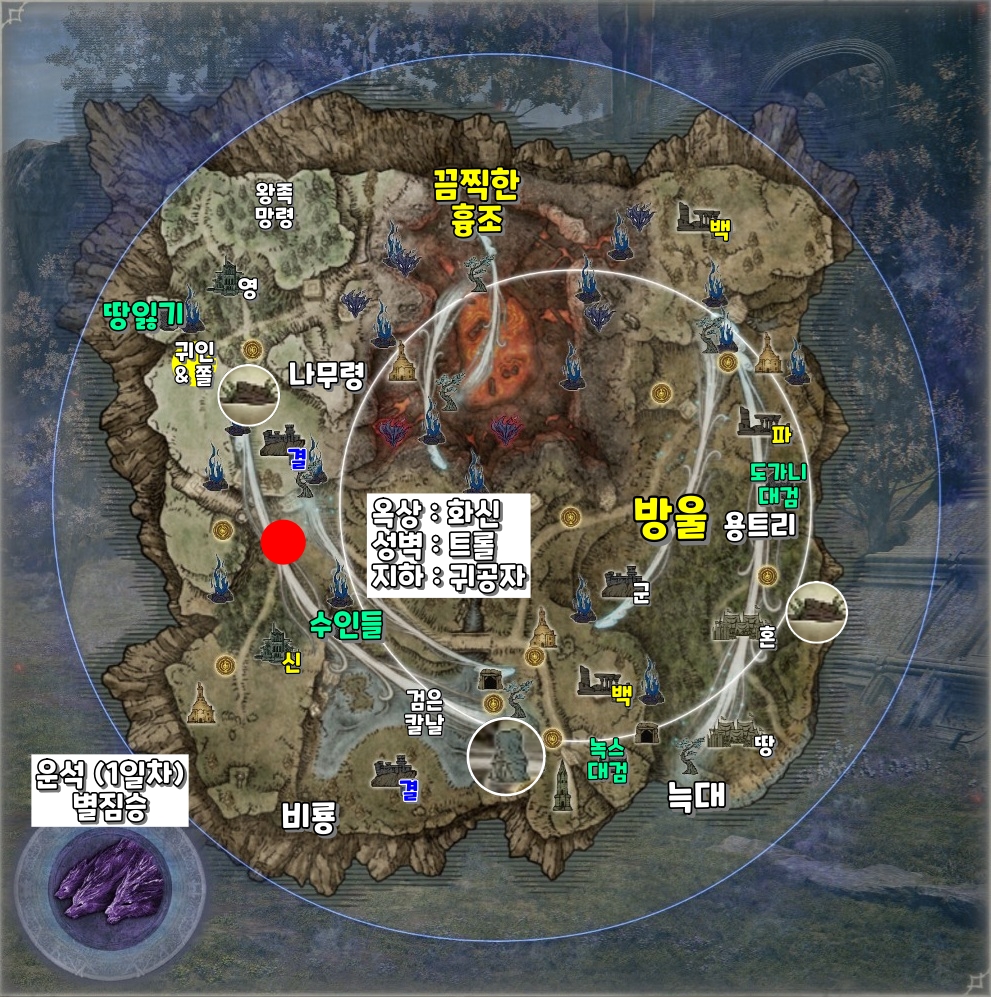 끔찍한
흉조
왕족
망령
백
영
땅잃기
귀인
& 쫄
나무령
파
결
도가니
대검
옥상 : 화신
성벽 : 트롤
지하 : 귀공자
방울
용트리
군
수인들
혼
신
백
검은
칼날
녹스
대검
땅
결
늑대
비룡
운석 (1일차)
별짐승